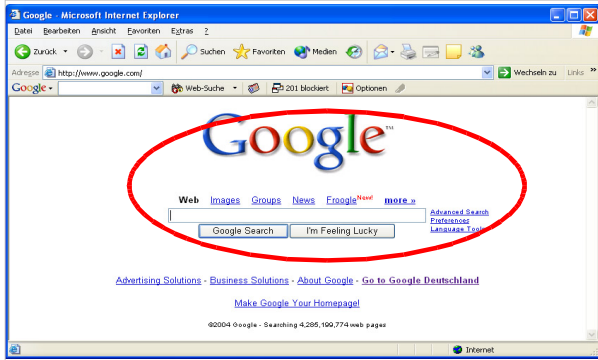 Google - Microsoft Internet Explorer
Datei Bearbeiten Ansicht Favoriten Extras ?
Zurück Suchen Favoriten Medien
Adresse http://www.google.com/ Wechseln zu Links »
Google Web-Suche 201 blockiert Optionen
Google™
Web Images Groups News Froogle New! more »
Advanced Search
Preferences
Language Tools
Google Search I'm Feeling Lucky
Advertising Solutions - Business Solutions - About Google - Go to Google Deutschland
Make Google Your Homepage!
©2004 Google - Searching 4,285,199,774 web pages
Internet